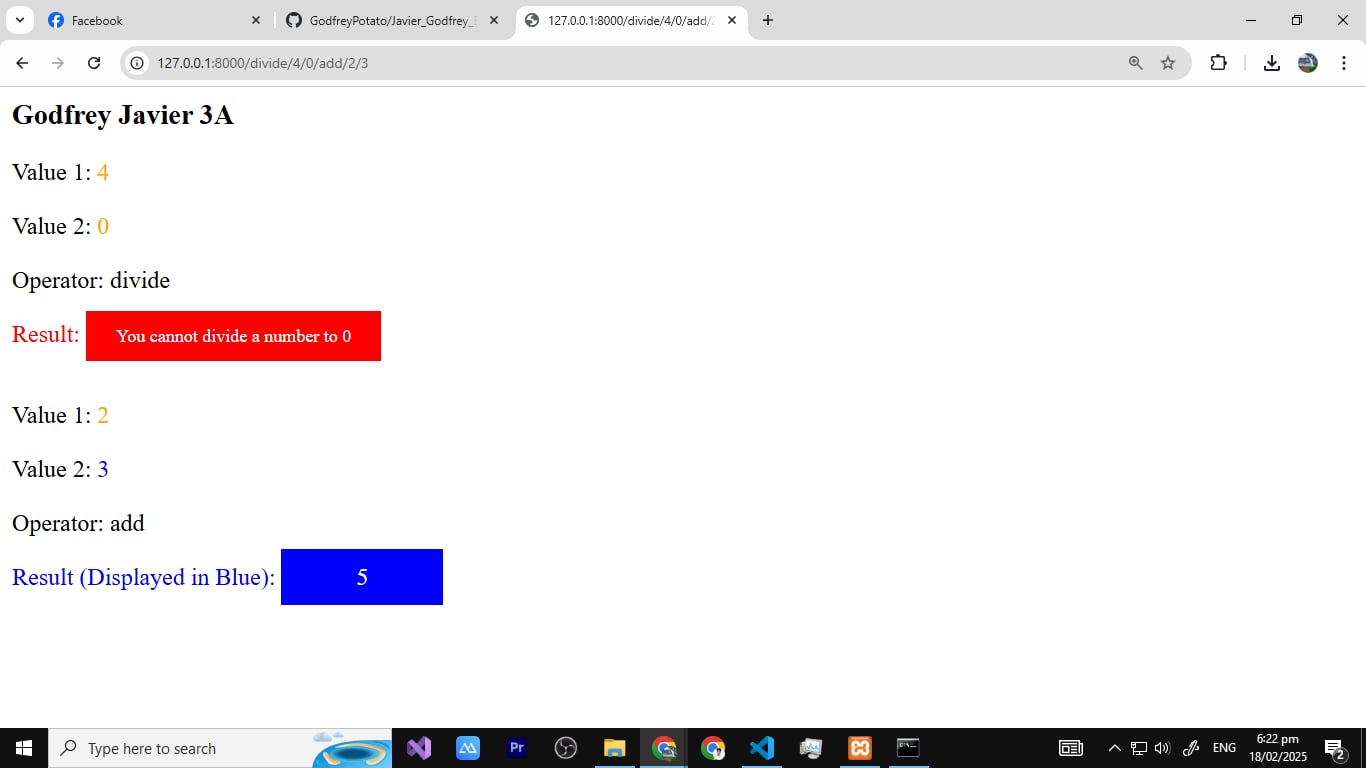 Facebook
GodfreyPotato/Javier_Godfrey_
127.0.0.1:8000/divide/4/0/add/2
127.0.0.1:8000/divide/4/0/add/2/3
Godfrey Javier 3A
Value 1: 4
Value 2: 0
Operator: divide
Result: You cannot divide a number to 0
Value 1: 2
Value 2: 3
Operator: add
Result (Displayed in Blue): 5
Type here to search
Pr
ENG
6:22 pm
18/02/2025
2